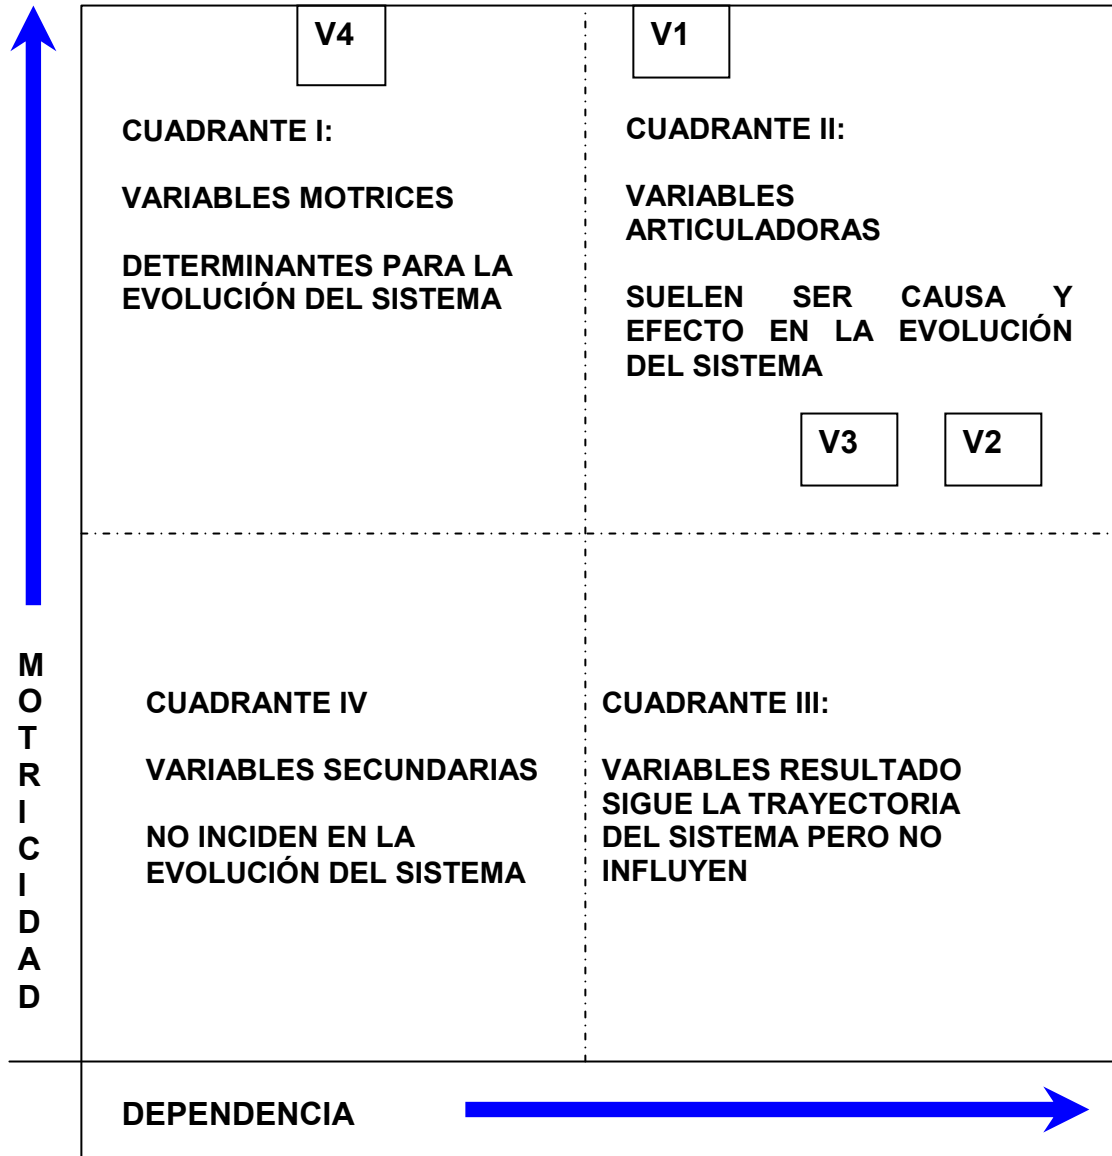 V4
V1
CUADRANTE I:
VARIABLES MOTRICES
DETERMINANTES PARA LA
EVOLUCIÓN DEL SISTEMA
CUADRANTE II:
VARIABLES
ARTICULADORAS
SUELEN SER CAUSA Y
EFECTO EN LA EVOLUCIÓN
DEL SISTEMA
V3
V2
MOTRICIDAD
CUADRANTE IV
VARIABLES SECUNDARIAS
NO INCIDEN EN LA
EVOLUCIÓN DEL SISTEMA
CUADRANTE III:
VARIABLES RESULTADO
SIGUE LA TRAYECTORIA
DEL SISTEMA PERO NO
INFLUYEN
DEPENDENCIA